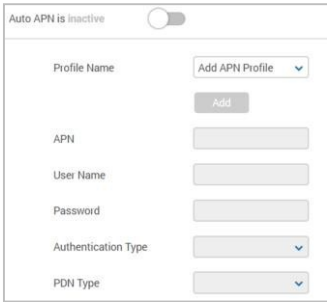 Auto APN is inactive
Profile Name
Add APN Profile
Add
APN
User Name
Password
Authentication Type
PDN Type